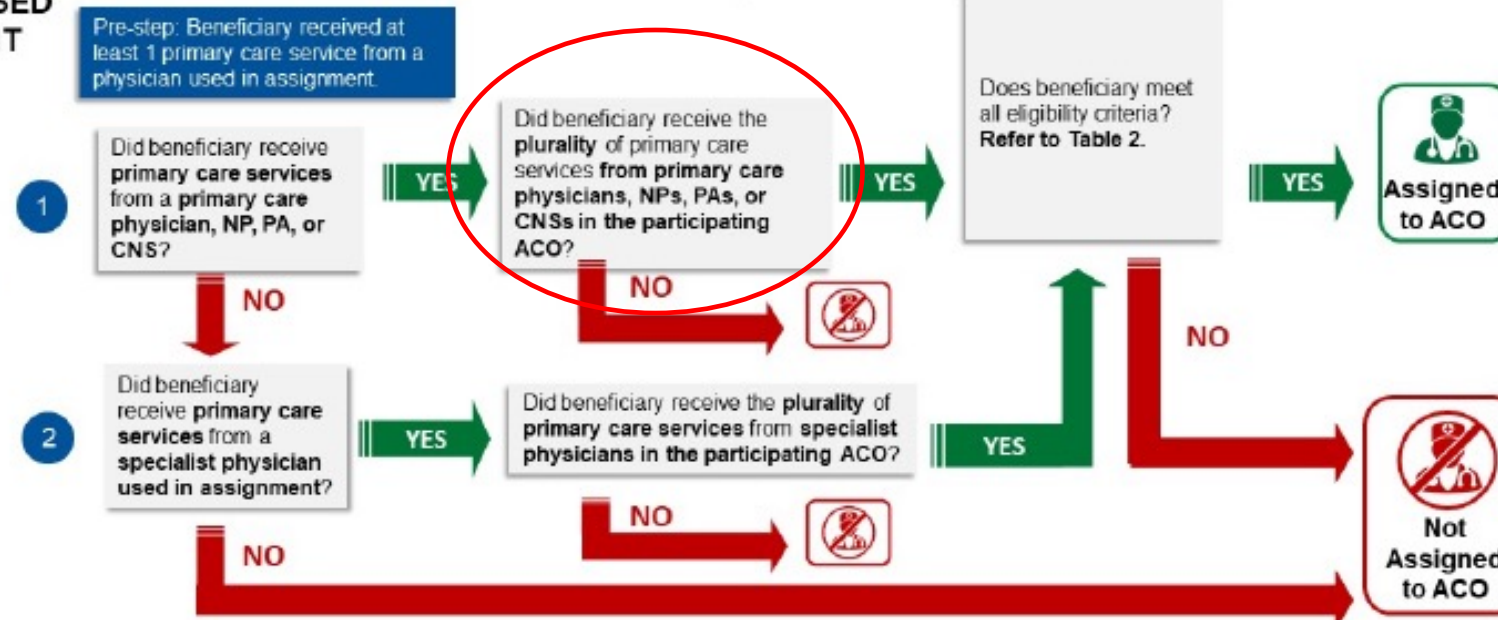 Pre-step: Beneficiary received at
least 1 primary care service from a
physician used in assignment.
1
Did beneficiary receive
primary care services
from a primary care
physician, NP, PA, or
CNS?
YES
Did beneficiary receive the
plurality of primary care
services from primary care
physicians, NPs, PAs, or
CNSs in the participating
ACO?
YES
Does beneficiary meet
all eligibility criteria?
Refer to Table 2.
YES
Assigned
to ACO
NO
NO
NO
2
Did beneficiary
receive primary care
services from a
specialist physician
used in assignment?
YES
Did beneficiary receive the plurality of
primary care services from specialist
physicians in the participating ACO?
YES
NO
NO
Not
Assigned
to ACO